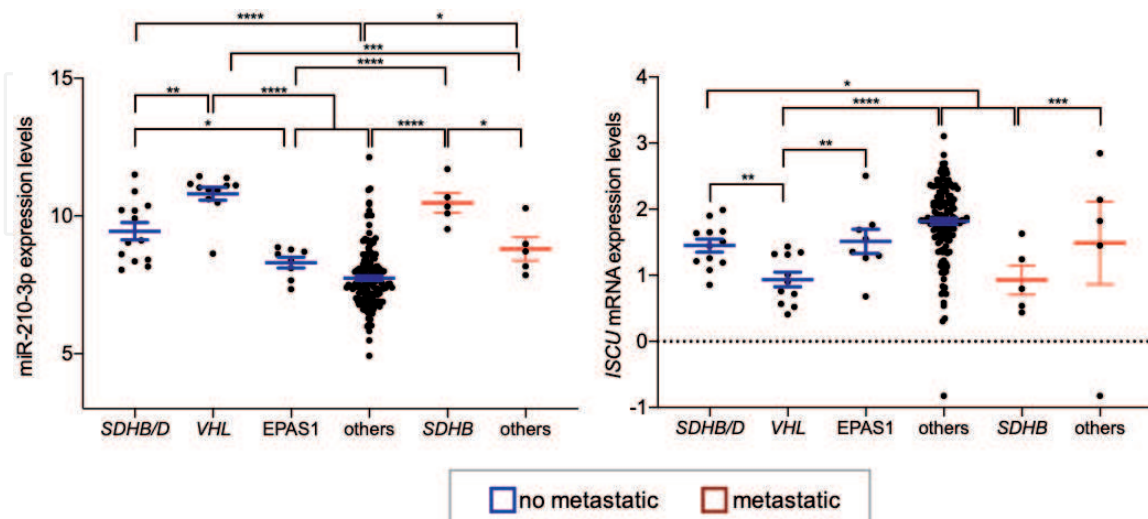 **** *
***
****
** ****
* **** *
miR-210-3p expression levels
15
10
5
SDHB/D VHL EPAS1 others SDHB others
*
**** ***
**
**
ISCU mRNA expression levels
4
3
2
1
0
-1
SDHB/D VHL EPAS1 others SDHB others
no metastatic metastatic